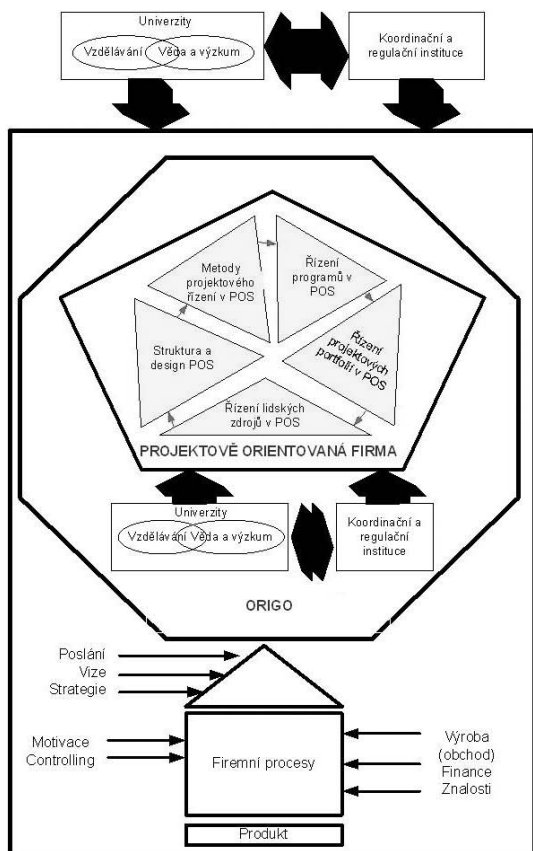 Univerzity
Vzdělávání
Věda a výzkum
Koordinační a
regulační instituce
Metody
projektového
řízení v POS
Řízení
programů v
POS
Struktura a
design POS
Řízení
projektových
portfolií v POS
Řízení lidských
zdrojů v POS
PROJEKTOVĚ ORIENTOVANÁ FIRMA
Univerzity
Vzdělávání
Věda a výzkum
Koordinační a
regulační
instituce
ORIGO
Poslání
Vize
Strategie
Motivace
Controlling
Firemní procesy
Výroba
(obchod)
Finance
Znalosti
Produkt